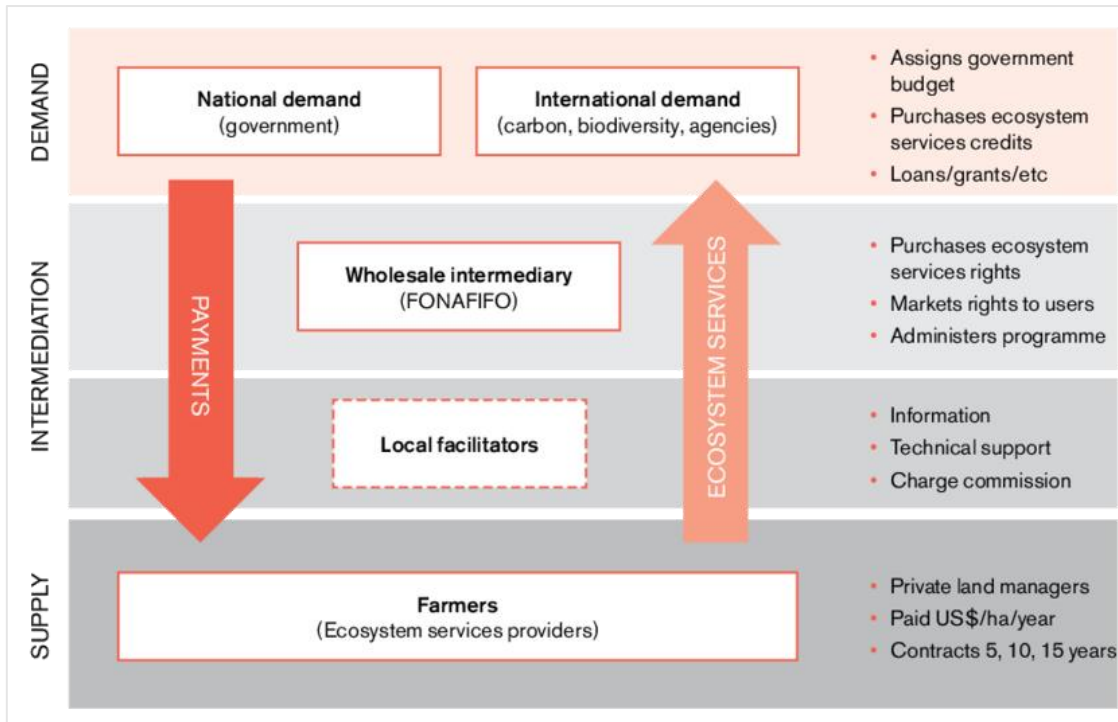 DEMAND
National demand
(government)
International demand
(carbon, biodiversity, agencies)
• Assigns government
budget
• Purchases ecosystem
services credits
• Loans/grants/etc
INTERMEDIATION
PAYMENTS
Wholesale intermediary
(FONAFIFO)
ECOSYSTEM SERVICES
• Purchases ecosystem
services rights
• Markets rights to users
• Administers programme
Local facilitators
• Information
• Technical support
• Charge commission
SUPPLY
Farmers
(Ecosystem services providers)
• Private land managers
• Paid US$/ha/year
• Contracts 5, 10, 15 years